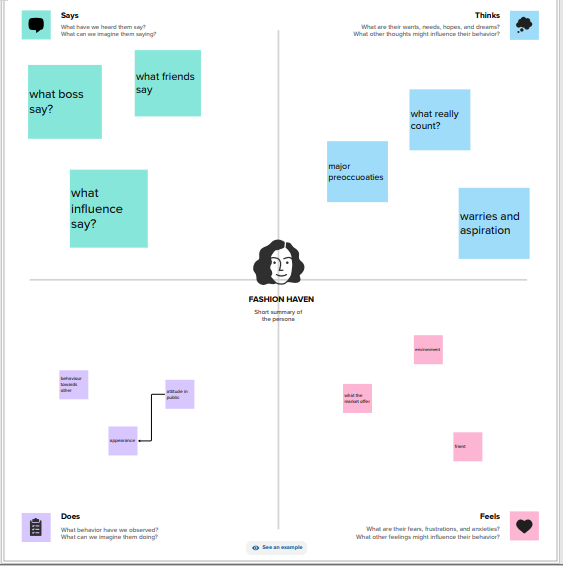 Says
What have we heard them say?
What can we imagine them saying?
Thinks
What are their wants, needs, hopes, and dreams?
What other thoughts might influence their behavior?
what boss
say?
what friends
say
what
influence
say?
what really
count?
major
preoccuoaties
warries and
aspiration
FASHION HAVEN
Short summary of
the persona
behaviour
towards
other
attitude in
public
appearance
environment
what the
market offer
friend
Does
What behavior have we observed?
What can we imagine them doing?
Feels
What are their fears, frustrations, and anxieties?
What other feelings might influence their behavior?
See an example